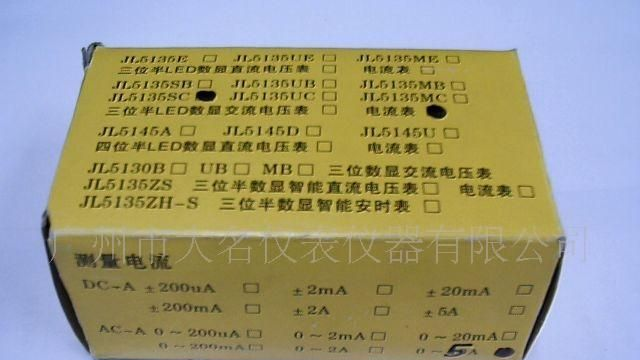 JL5135E □ JL5135UE □ JL5135ME □
三位半LED数显直流电压表 电流表 □
JL5135SB □ JL5135UB □ JL5135MB □
JL5135SC ● JL5135UC □ JL5135MC □
三位半LED数显交流电压表 □ 电流表 ●
JL5145A □ JL5145D □ JL5145U □
四位半LED数显直流电压表 □ 电流表 □
JL5130B □ UB □ MB □ 三位数显交流电压表
JL5135ZS 三位半数显智能直流电压表 □ 电流表 □
JL5135ZH-S 三位半数显智能安时表 □
广州市大名仪表仪器有限公司
测量电流
DC~A ±200uA □ ±2mA □ ±20mA □
±200mA □ ±2A □ ±5A □
AC~A 0~200uA □ 0~2mA □ 0~20mA □
0~200mA □ 0~2A □ 0~5A ●